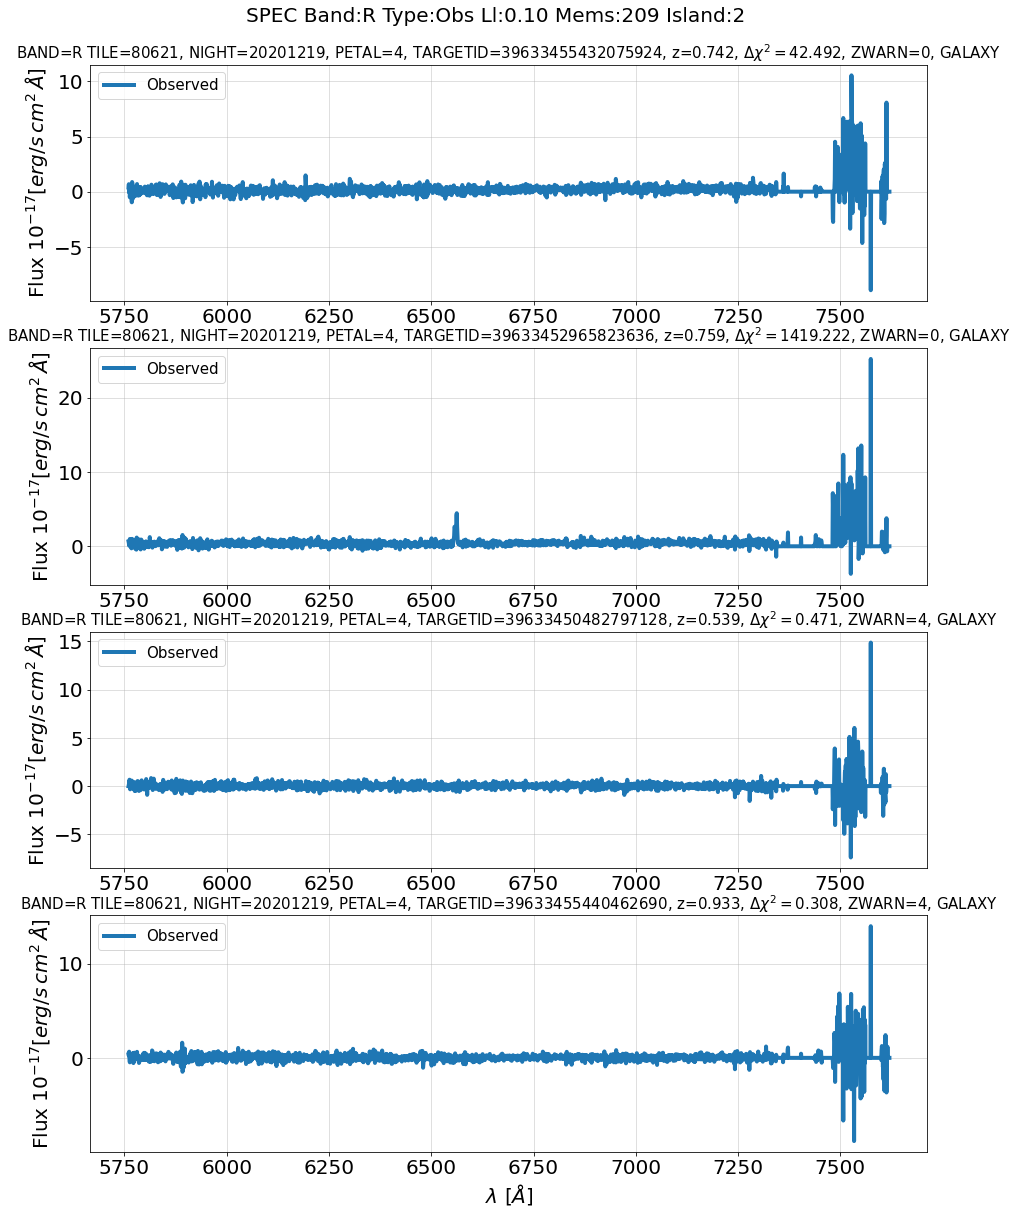 SPEC Band:R Type:Obs Ll:0.10 Mems:209 Island:2
BAND=R TILE=80621, NIGHT=20201219, PETAL=4, TARGETID=39633455432075924, z=0.742, Δχ²=42.492, ZWARN=0, GALAXY
Observed
Flux 10⁻¹⁷[erg/s cm² Å]
10
5
0
−5
5750 6000 6250 6500 6750 7000 7250 7500
BAND=R TILE=80621, NIGHT=20201219, PETAL=4, TARGETID=39633452965823636, z=0.759, Δχ²=1419.222, ZWARN=0, GALAXY
Observed
Flux 10⁻¹⁷[erg/s cm² Å]
20
10
0
5750 6000 6250 6500 6750 7000 7250 7500
BAND=R TILE=80621, NIGHT=20201219, PETAL=4, TARGETID=39633450482797128, z=0.539, Δχ²=0.471, ZWARN=4, GALAXY
Observed
Flux 10⁻¹⁷[erg/s cm² Å]
15
10
5
0
−5
5750 6000 6250 6500 6750 7000 7250 7500
BAND=R TILE=80621, NIGHT=20201219, PETAL=4, TARGETID=39633455440462690, z=0.933, Δχ²=0.308, ZWARN=4, GALAXY
Observed
Flux 10⁻¹⁷[erg/s cm² Å]
10
0
5750 6000 6250 6500 6750 7000 7250 7500
λ [Å]